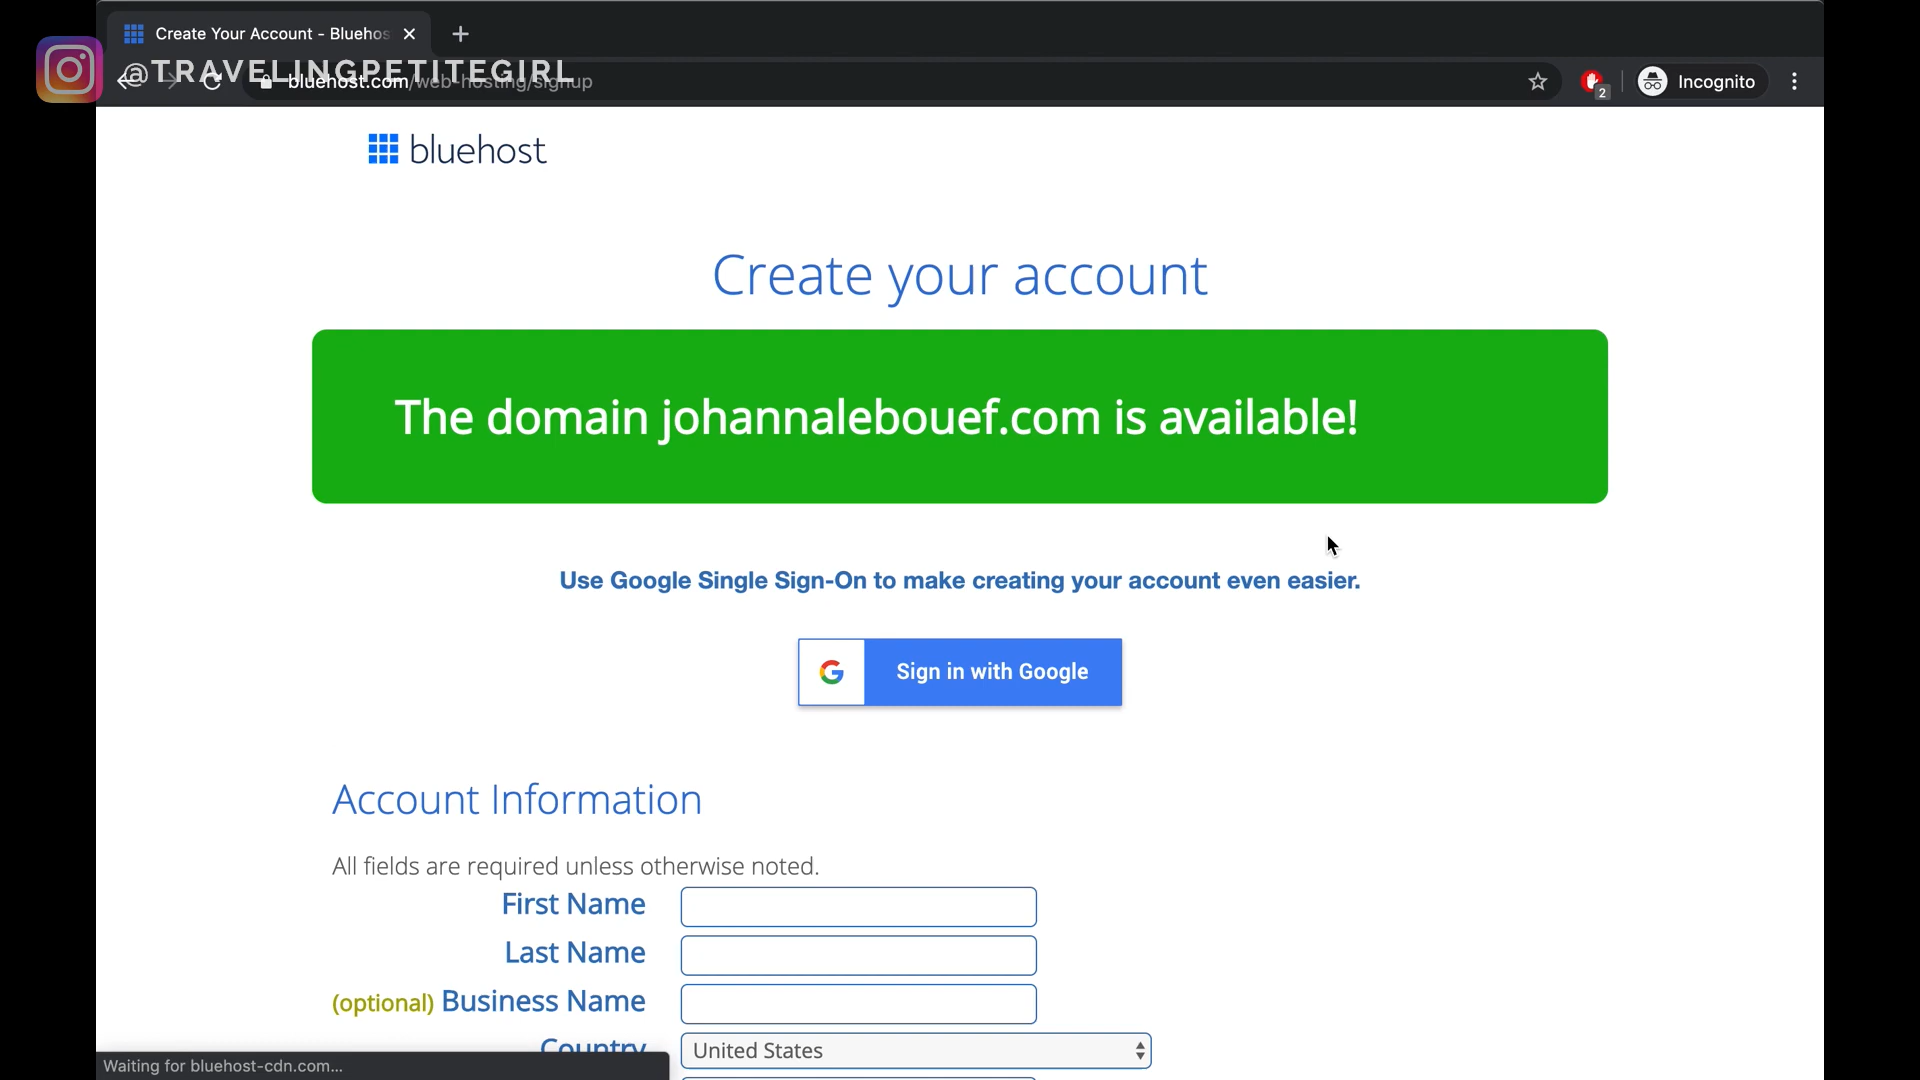 Create Your Account - Bluehos
@TRAVELINGPETITEGIRL
bluehost.com/web-hosting/signup
2
Incognito
bluehost
Create your account
The domain johannalebouef.com is available!
Use Google Single Sign-On to make creating your account even easier.
Sign in with Google
Account Information
All fields are required unless otherwise noted.
First Name
Last Name
(optional) Business Name
Country
United States
Waiting for bluehost-cdn.com...